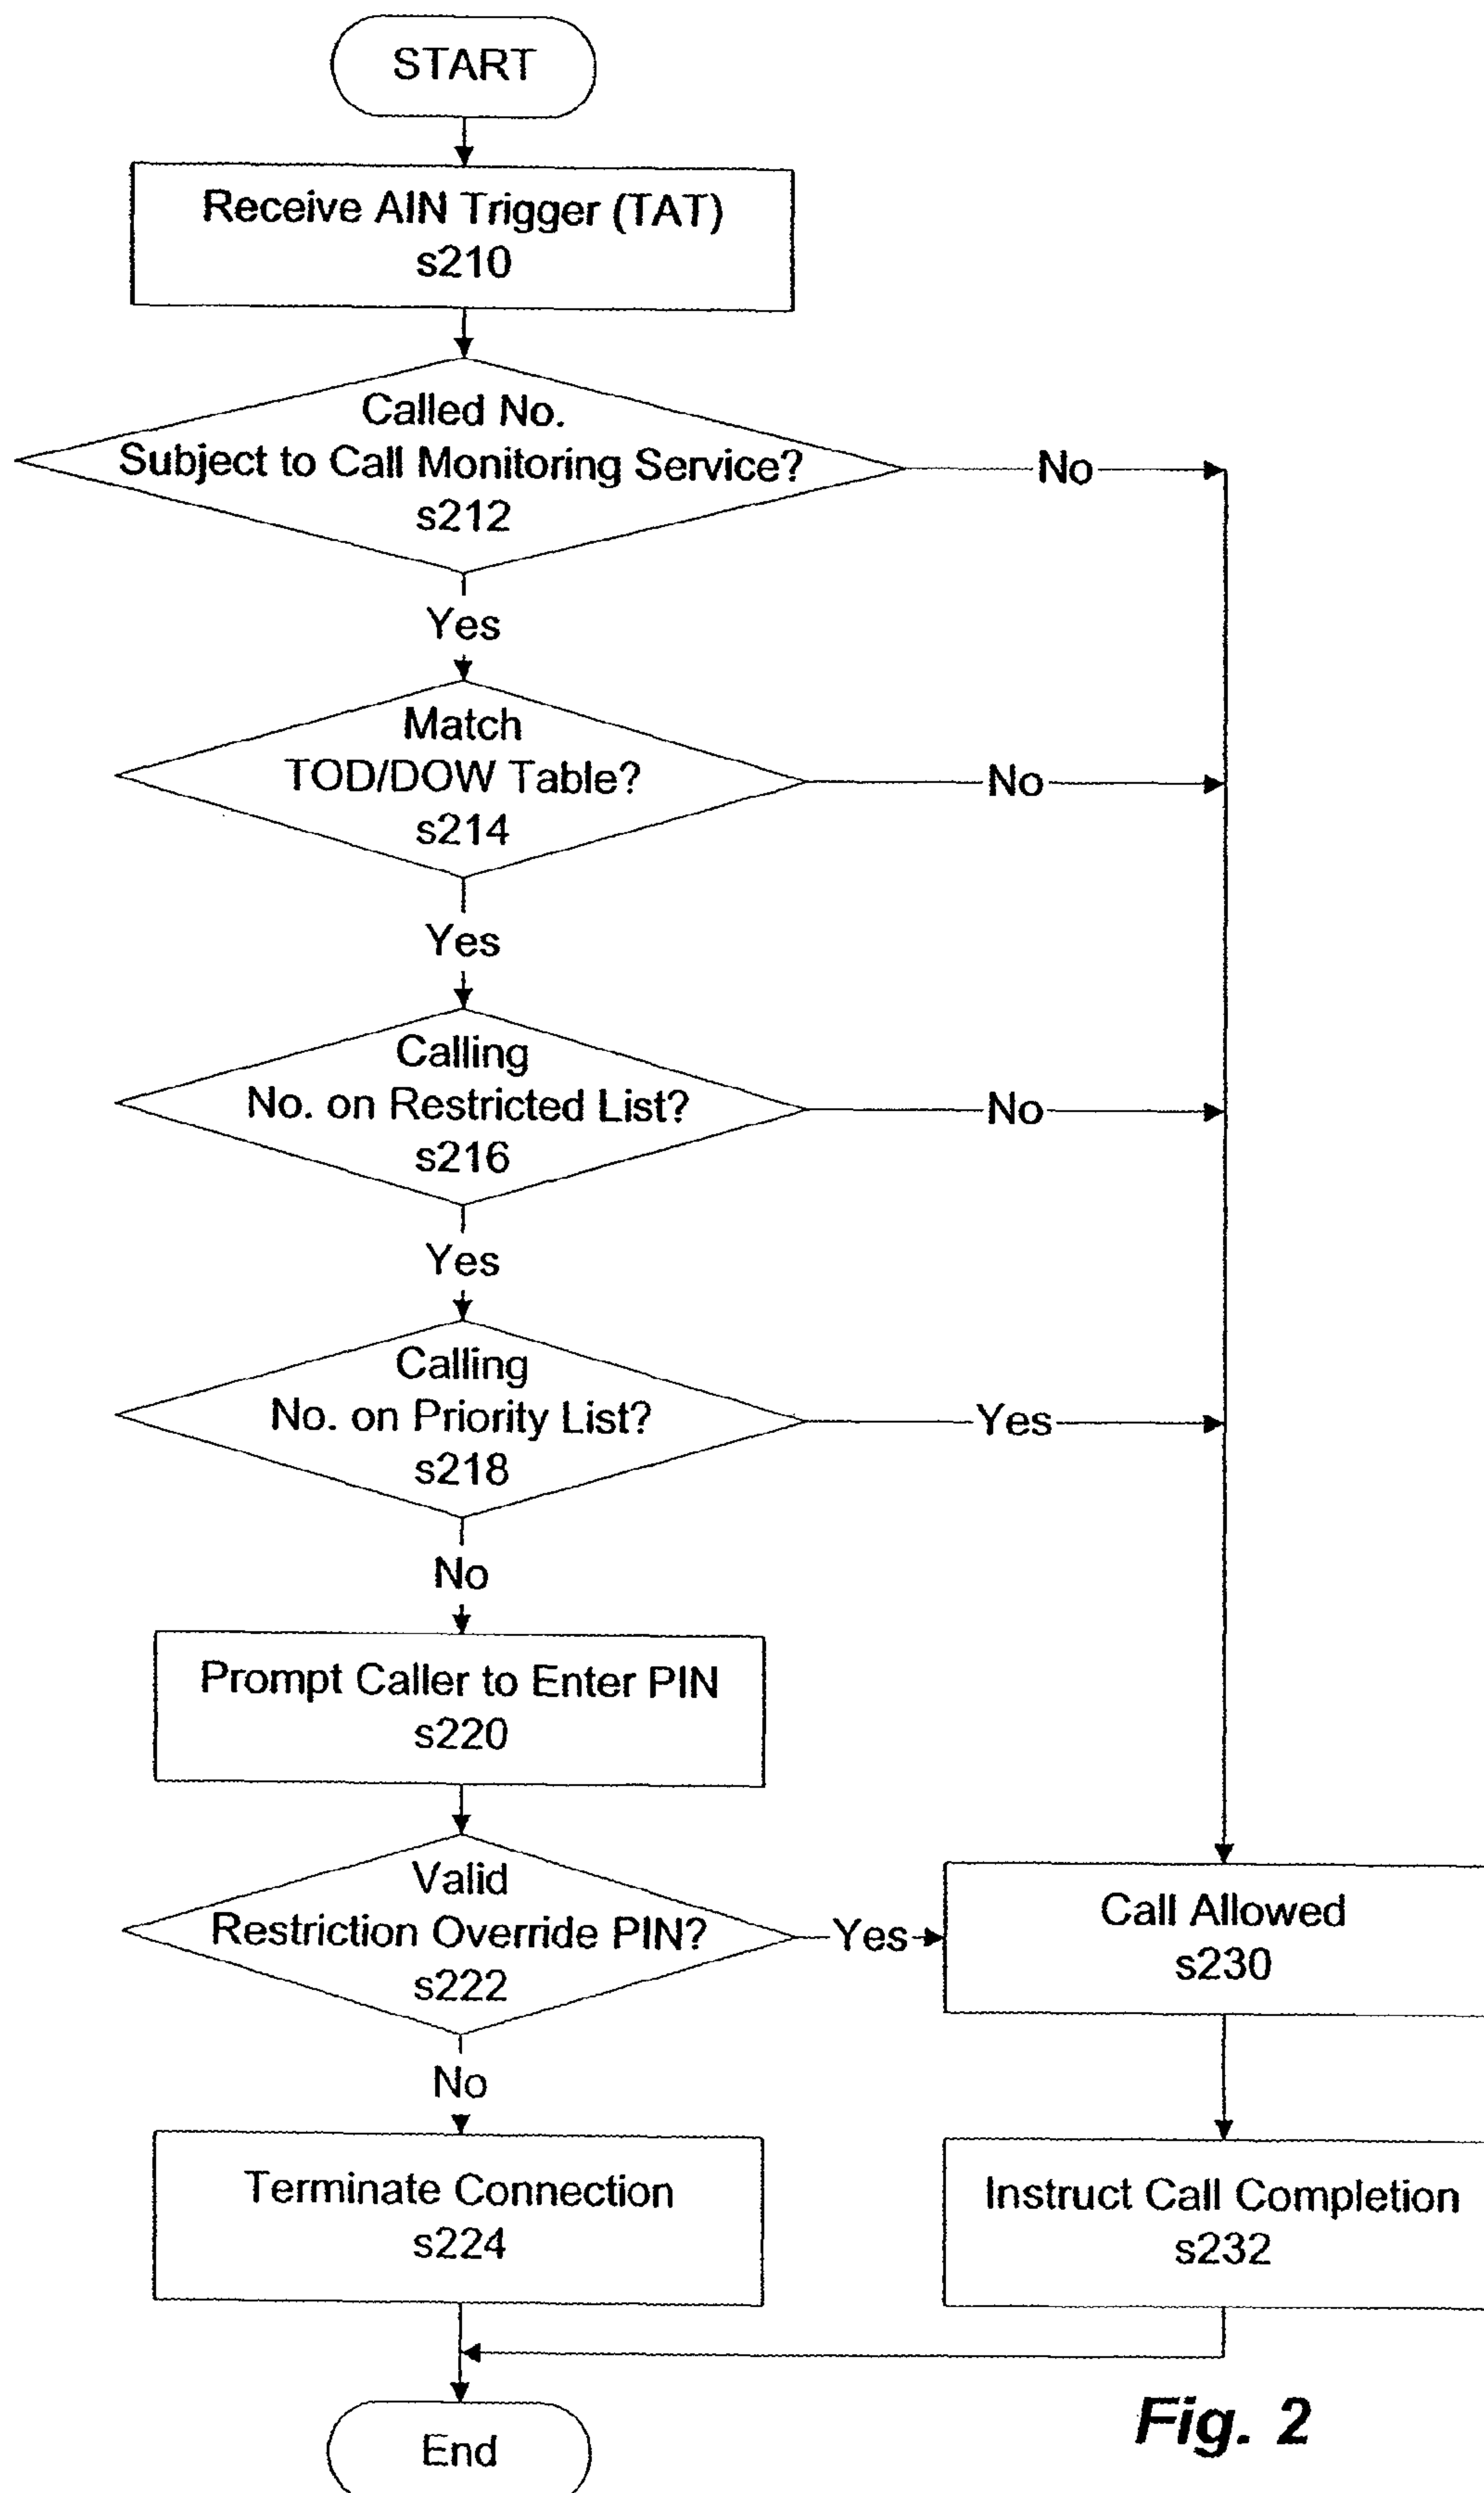 START
Receive AIN Trigger (TAT)
s210
Called No.
Subject to Call Monitoring Service?
s212
No
Yes
Match
TOD/DOW Table?
s214
No
Yes
Calling
No. on Restricted List?
s216
No
Yes
Calling
No. on Priority List?
s218
Yes
No
Prompt Caller to Enter PIN
s220
Valid
Restriction Override PIN?
s222
Yes
Call Allowed
s230
No
Terminate Connection
s224
Instruct Call Completion
s232
End
Fig. 2